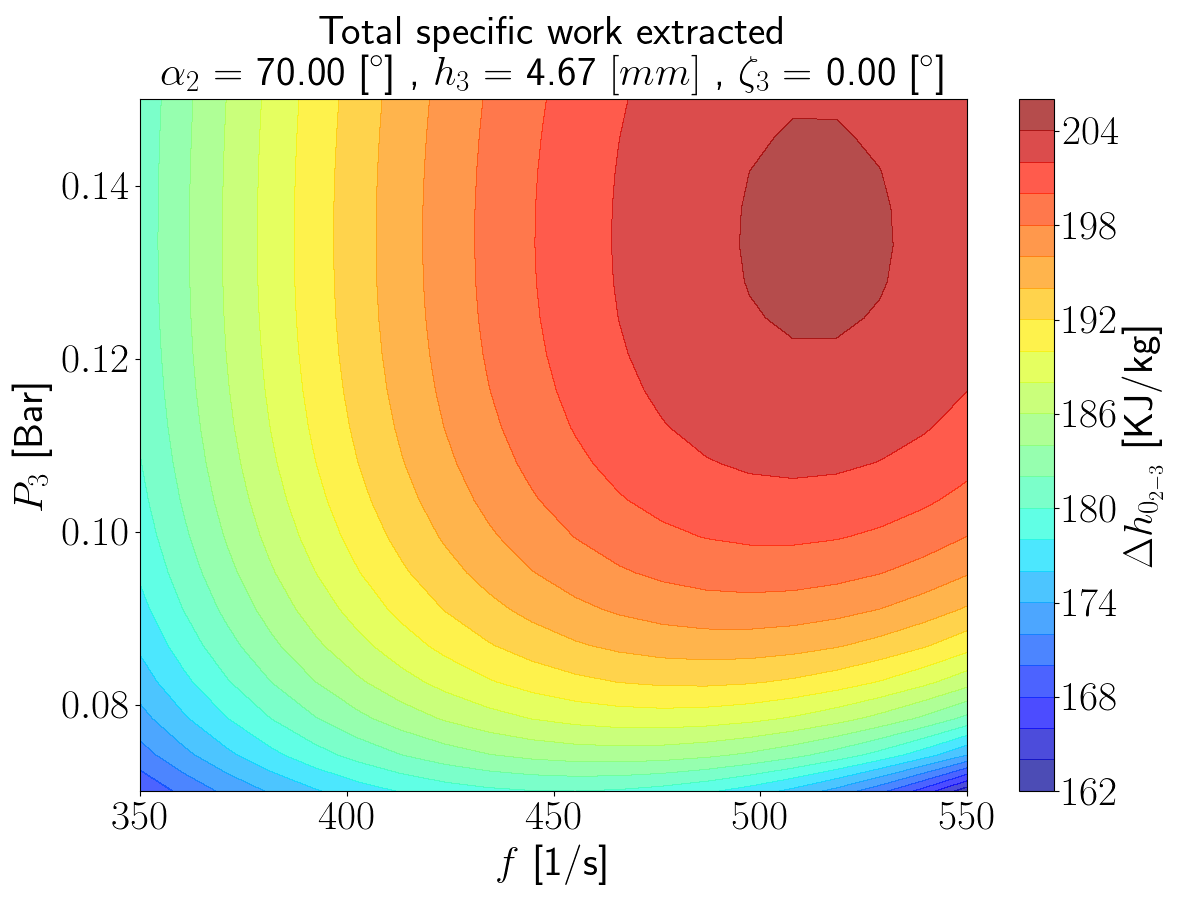 Total specific work extracted
α₂ = 70.00 [°] , h₃ = 4.67 [mm] , ζ₃ = 0.00 [°]
P₃ [Bar]
0.14
0.12
0.10
0.08
350 400 450 500 550
f [1/s]
204
198
192
186
180
174
168
162
Δh₀₂₋₃ [KJ/kg]